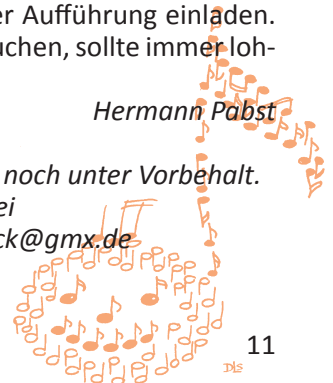 er Aufführung einladen.
uchen, sollte immer loh-
Hermann Pabst
noch unter Vorbehalt.
ei
ck@gmx.de
11